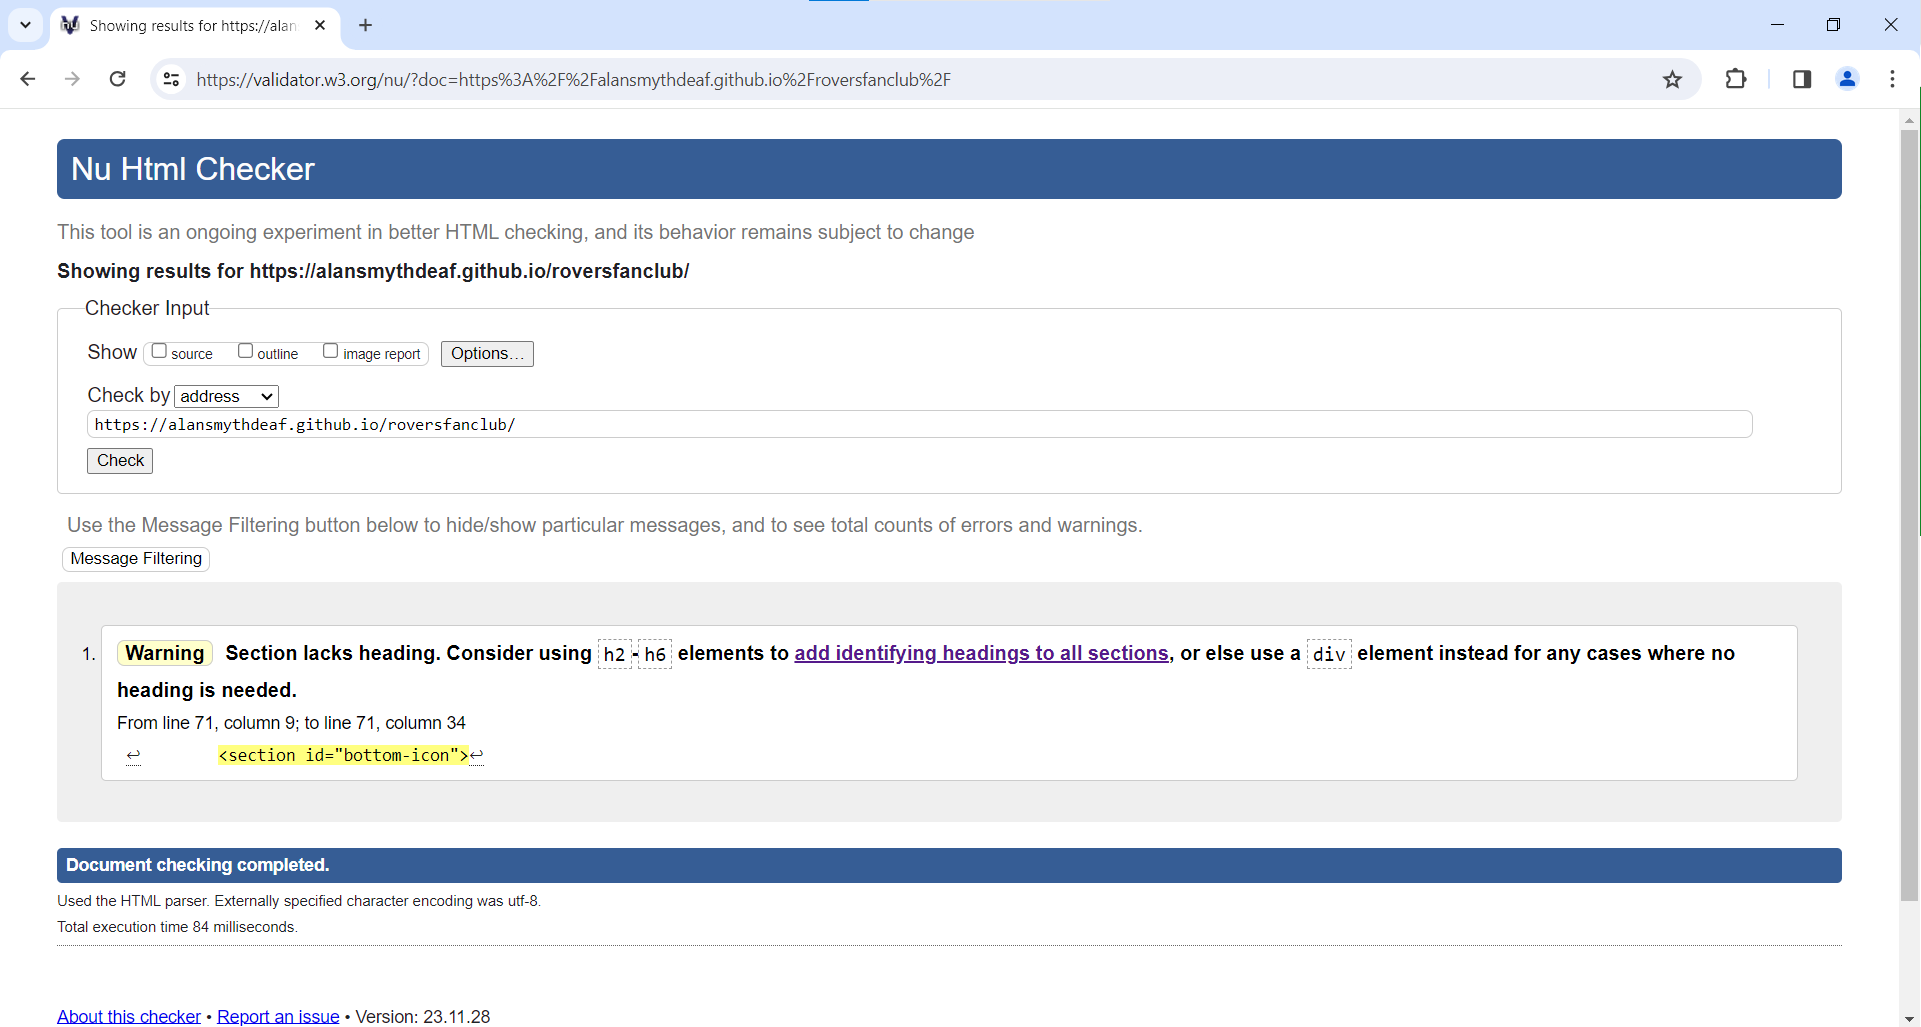 Showing results for https://alan
https://validator.w3.org/nu/?doc=https%3A%2F%2Falansmythdeaf.github.io%2Froversfanclub%2F
Nu Html Checker
This tool is an ongoing experiment in better HTML checking, and its behavior remains subject to change
Showing results for https://alansmythdeaf.github.io/roversfanclub/
Checker Input
Show source outline image report Options...
Check by address
https://alansmythdeaf.github.io/roversfanclub/
Check
Use the Message Filtering button below to hide/show particular messages, and to see total counts of errors and warnings.
Message Filtering
1. Warning Section lacks heading. Consider using h2-h6 elements to add identifying headings to all sections, or else use a div element instead for any cases where no
heading is needed.
From line 71, column 9; to line 71, column 34
↩ <section id="bottom-icon">↩
Document checking completed.
Used the HTML parser. Externally specified character encoding was utf-8.
Total execution time 84 milliseconds.
About this checker • Report an issue • Version: 23.11.28